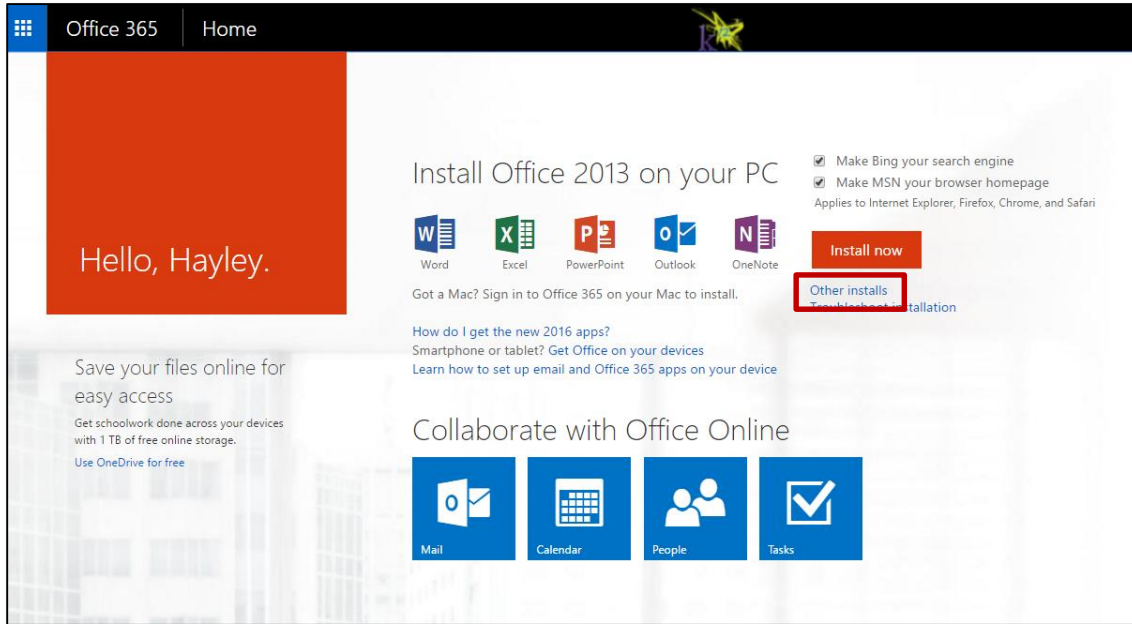 Office 365
Home
k
Hello, Hayley.
Save your files online for
easy access
Get schoolwork done across your devices
with 1 TB of free online storage.
Use OneDrive for free
Install Office 2013 on your PC
Word Excel PowerPoint Outlook OneNote
Got a Mac? Sign in to Office 365 on your Mac to install.
How do I get the new 2016 apps?
Smartphone or tablet? Get Office on your devices
Learn how to set up email and Office 365 apps on your device
Make Bing your search engine
Make MSN your browser homepage
Applies to Internet Explorer, Firefox, Chrome, and Safari
Install now
Other installs
Troubleshoot installation
Collaborate with Office Online
Mail Calendar People Tasks